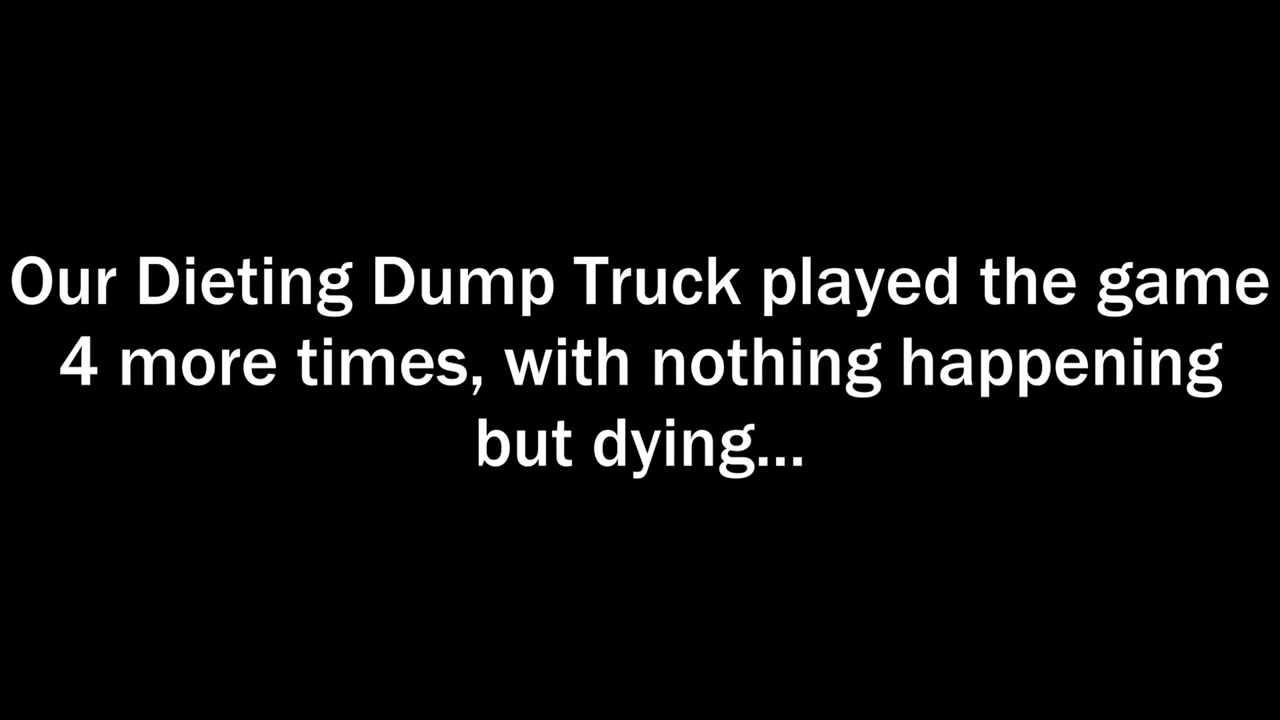 Our Dieting Dump Truck played the game
4 more times, with nothing happening
but dying...